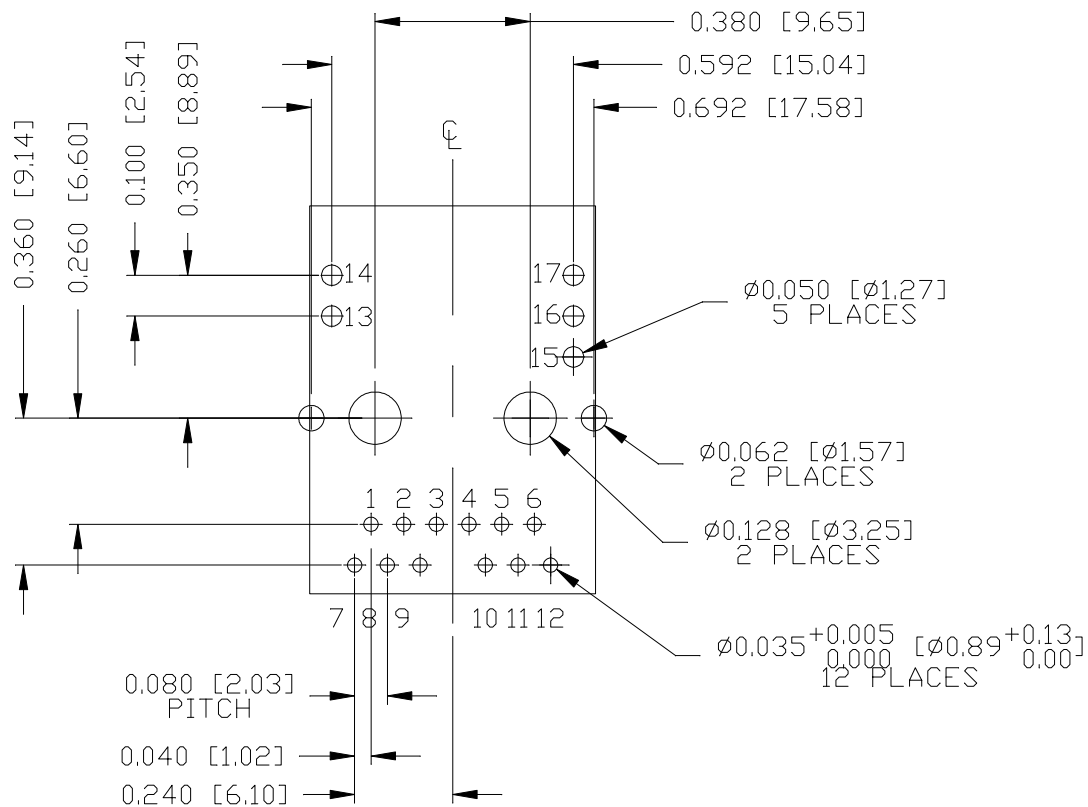 0.380 [9.65]
0.592 [15.04]
0.692 [17.58]
0.360 [9.14]
0.260 [6.60]
0.100 [2.54]
0.350 [8.89]
℄
14
17
13
16
15
ø0.050 [ø1.27]
5 PLACES
ø0.062 [ø1.57]
2 PLACES
1 2 3 4 5 6
ø0.128 [ø3.25]
2 PLACES
7 8 9 10 11 12
ø0.035 +0.005 0.000 [ø0.89 +0.13 0.00]
12 PLACES
0.080 [2.03]
PITCH
0.040 [1.02]
0.240 [6.10]